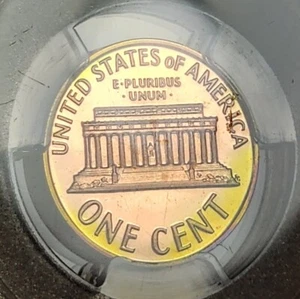 UNITED STATES OF AMERICA
E·PLURIBUS
·UNUM·
ONE CENT